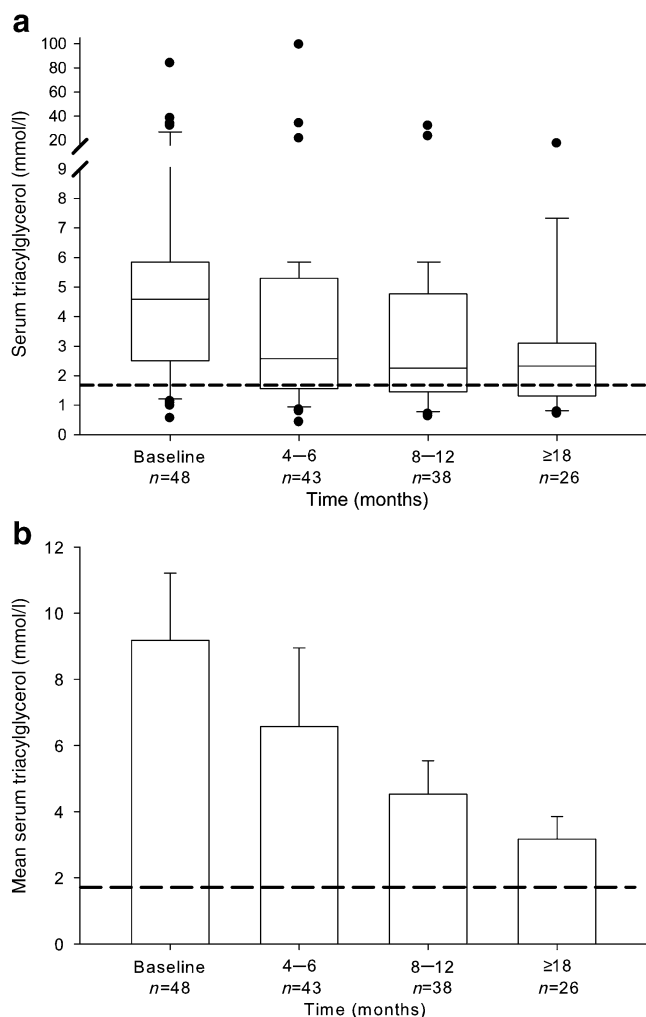 a
100
80
60
40
20
9
8
7
6
5
4
3
2
1
0
Serum triacylglycerol (mmol/l)
Baseline 4–6 8–12 ≥18
n=48 n=43 n=38 n=26
Time (months)
b
12
10
8
6
4
2
0
Mean serum triacylglycerol (mmol/l)
Baseline 4–6 8–12 ≥18
n=48 n=43 n=38 n=26
Time (months)